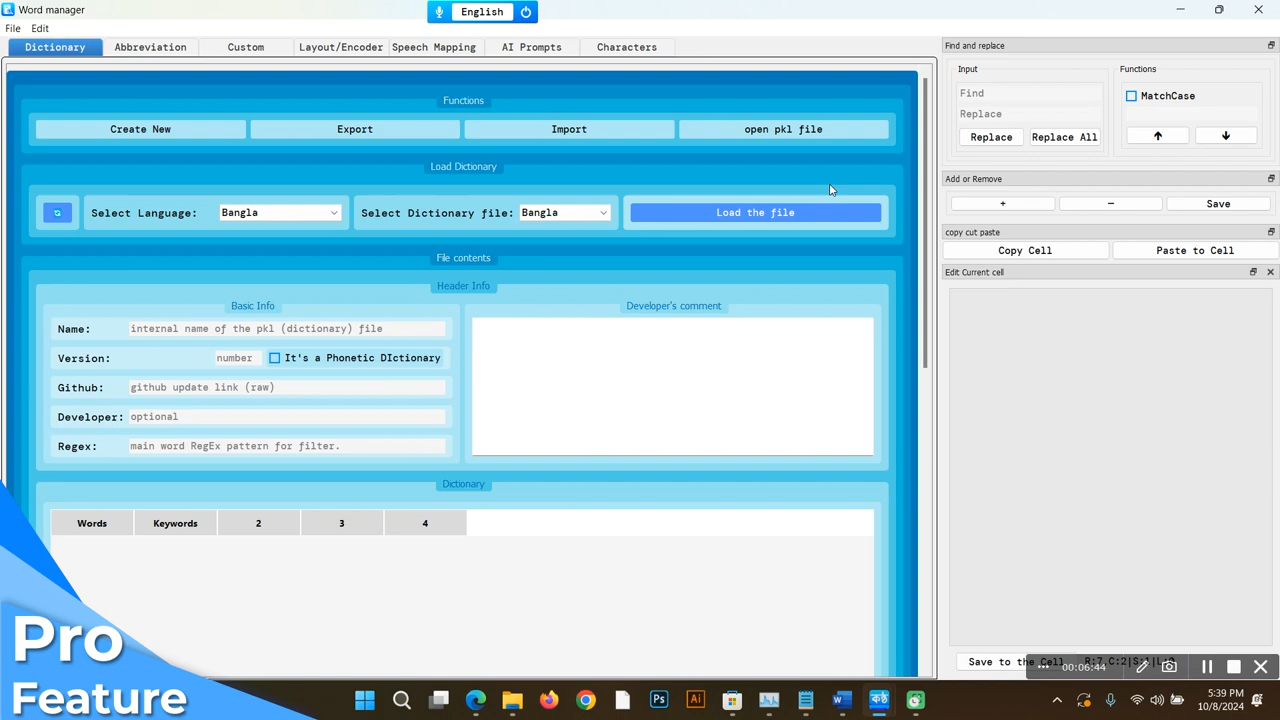 Word manager
English
File Edit
Dictionary Abbreviation Custom Layout/Encoder Speech Mapping AI Prompts Characters
Functions
Create New Export Import open pkl file
Load Dictionary
Select Language: Bangla Select Dictionary file: Bangla Load the file
File contents
Header Info
Basic Info
Name: internal name of the pkl (dictionary) file
Version: number It's a Phonetic DIctionary
Github: github update link (raw)
Developer: optional
Regex: main word RegEx pattern for filter.
Developer's comment
Dictionary
Words Keywords 2 3 4
Find and replace
Input
Find
Replace
Replace Replace All
Functions
MatchCase
Add or Remove
+ − Save
copy cut paste
Copy Cell Paste to Cell
Edit Current cell
Save to the
00:06:44
Pro
Feature
Ps Ai
5:39 PM
10/8/2024